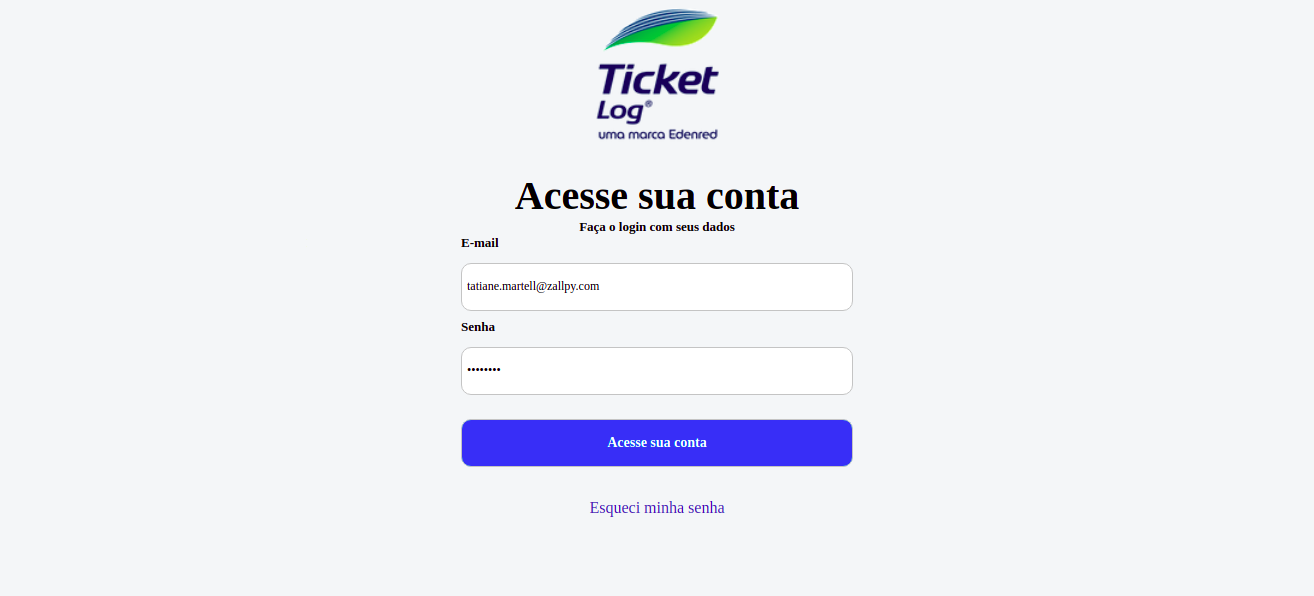 Ticket
Log®
uma marca Edenred
Acesse sua conta
Faça o login com seus dados
E-mail
tatiane.martell@zallpy.com
Senha
••••••••
Acesse sua conta
Esqueci minha senha